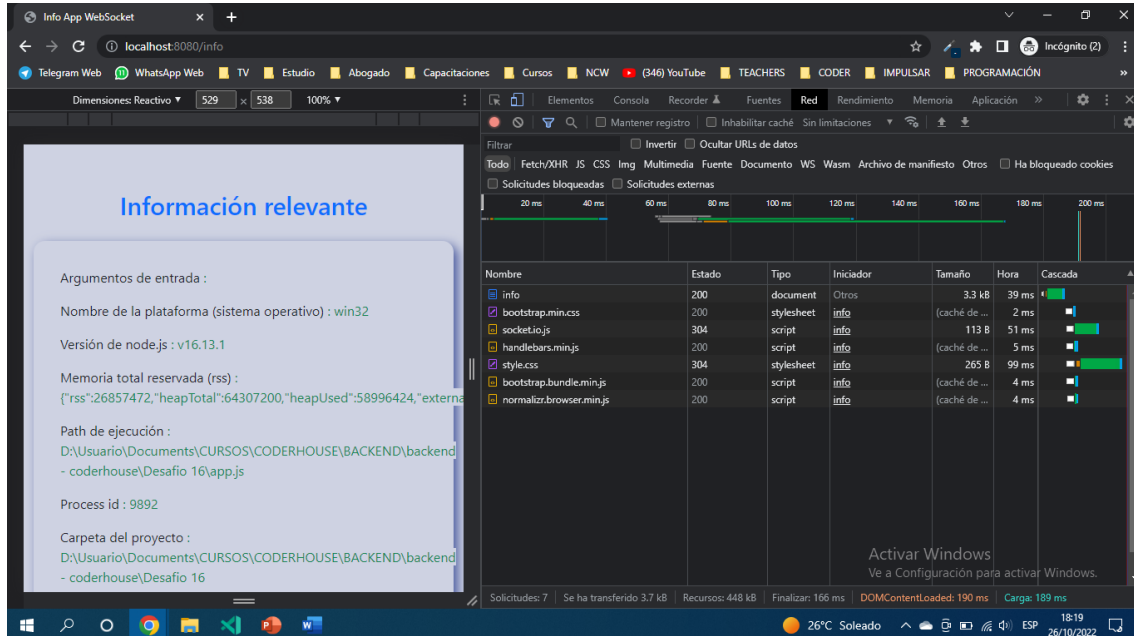 Info App WebSocket
localhost:8080/info
Incógnito (2)
Telegram Web WhatsApp Web TV Estudio Abogado Capacitaciones Cursos NCW (346) YouTube TEACHERS CODER IMPULSAR PROGRAMACIÓN »
Dimensiones: Reactivo ▼ 529 × 538 100% ▼
Elementos Consola Recorder Fuentes Red Rendimiento Memoria Aplicación »
Mantener registro Inhabilitar caché Sin limitaciones ▼
Filtrar Invertir Ocultar URLs de datos
Todo Fetch/XHR JS CSS Img Multimedia Fuente Documento WS Wasm Archivo de manifiesto Otros Ha bloqueado cookies
Solicitudes bloqueadas Solicitudes externas
20 ms 40 ms 60 ms 80 ms 100 ms 120 ms 140 ms 160 ms 180 ms 200 ms
Nombre Estado Tipo Iniciador Tamaño Hora Cascada
info 200 document Otros 3.3 kB 39 ms
bootstrap.min.css 200 stylesheet info (caché de ... 2 ms
socket.io.js 304 script info 113 B 51 ms
handlebars.min.js 200 script info (caché de ... 5 ms
style.css 304 stylesheet info 265 B 99 ms
bootstrap.bundle.min.js 200 script info (caché de ... 4 ms
normalizr.browser.min.js 200 script info (caché de ... 4 ms
Información relevante
Argumentos de entrada :
Nombre de la plataforma (sistema operativo) : win32
Versión de node.js : v16.13.1
Memoria total reservada (rss) :
{"rss":26857472,"heapTotal":64307200,"heapUsed":58996424,"externa
Path de ejecución :
D:\Usuario\Documents\CURSOS\CODERHOUSE\BACKEND\backend
- coderhouse\Desafio 16\app.js
Process id : 9892
Carpeta del proyecto :
D:\Usuario\Documents\CURSOS\CODERHOUSE\BACKEND\backend
- coderhouse\Desafio 16
Activar Windows
Ve a Configuración para activar Windows.
Solicitudes: 7 Se ha transferido 3.7 kB Recursos: 448 kB Finalizar: 166 ms DOMContentLoaded: 190 ms Carga: 189 ms
26°C Soleado ESP 18:19
26/10/2022